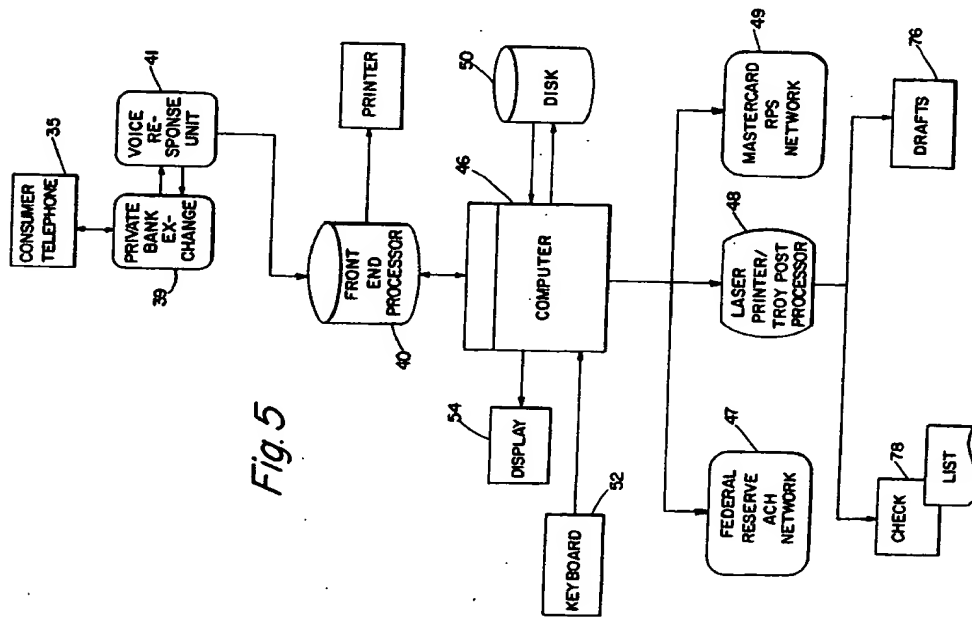 35
CONSUMER
TELEPHONE
41
VOICE
RE-
SPONSE
UNIT
PRIVATE
BANK
EX-
CHANGE
39
PRINTER
FRONT
END
PROCESSOR
40
Fig. 5
50
DISK
46
COMPUTER
54
DISPLAY
52
KEYBOARD
49
MASTERCARD
RPS
NETWORK
48
LASER
PRINTER/
TROY POST
PROCESSOR
47
FEDERAL
RESERVE
ACH
NETWORK
76
DRAFTS
78
CHECK
LIST